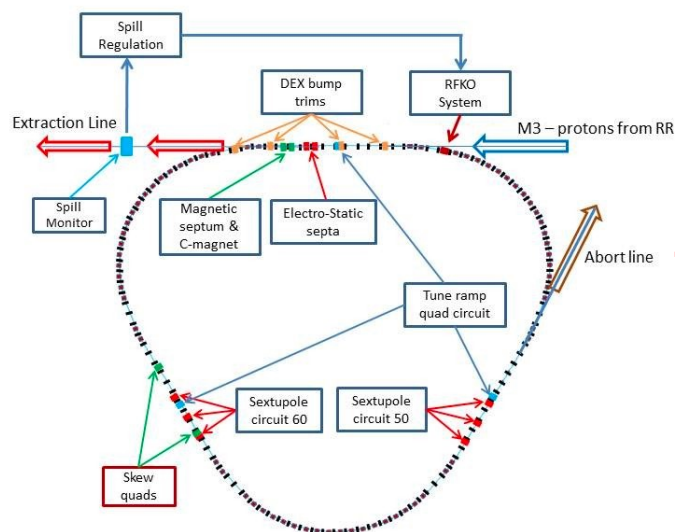 Spill
Regulation
DEX bump
trims
RFKO
System
Extraction Line
M3 – protons from RR
Spill
Monitor
Magnetic
septum &
C-magnet
Electro-Static
septa
Abort line
Tune ramp
quad circuit
Sextupole
circuit 60
Sextupole
circuit 50
Skew
quads